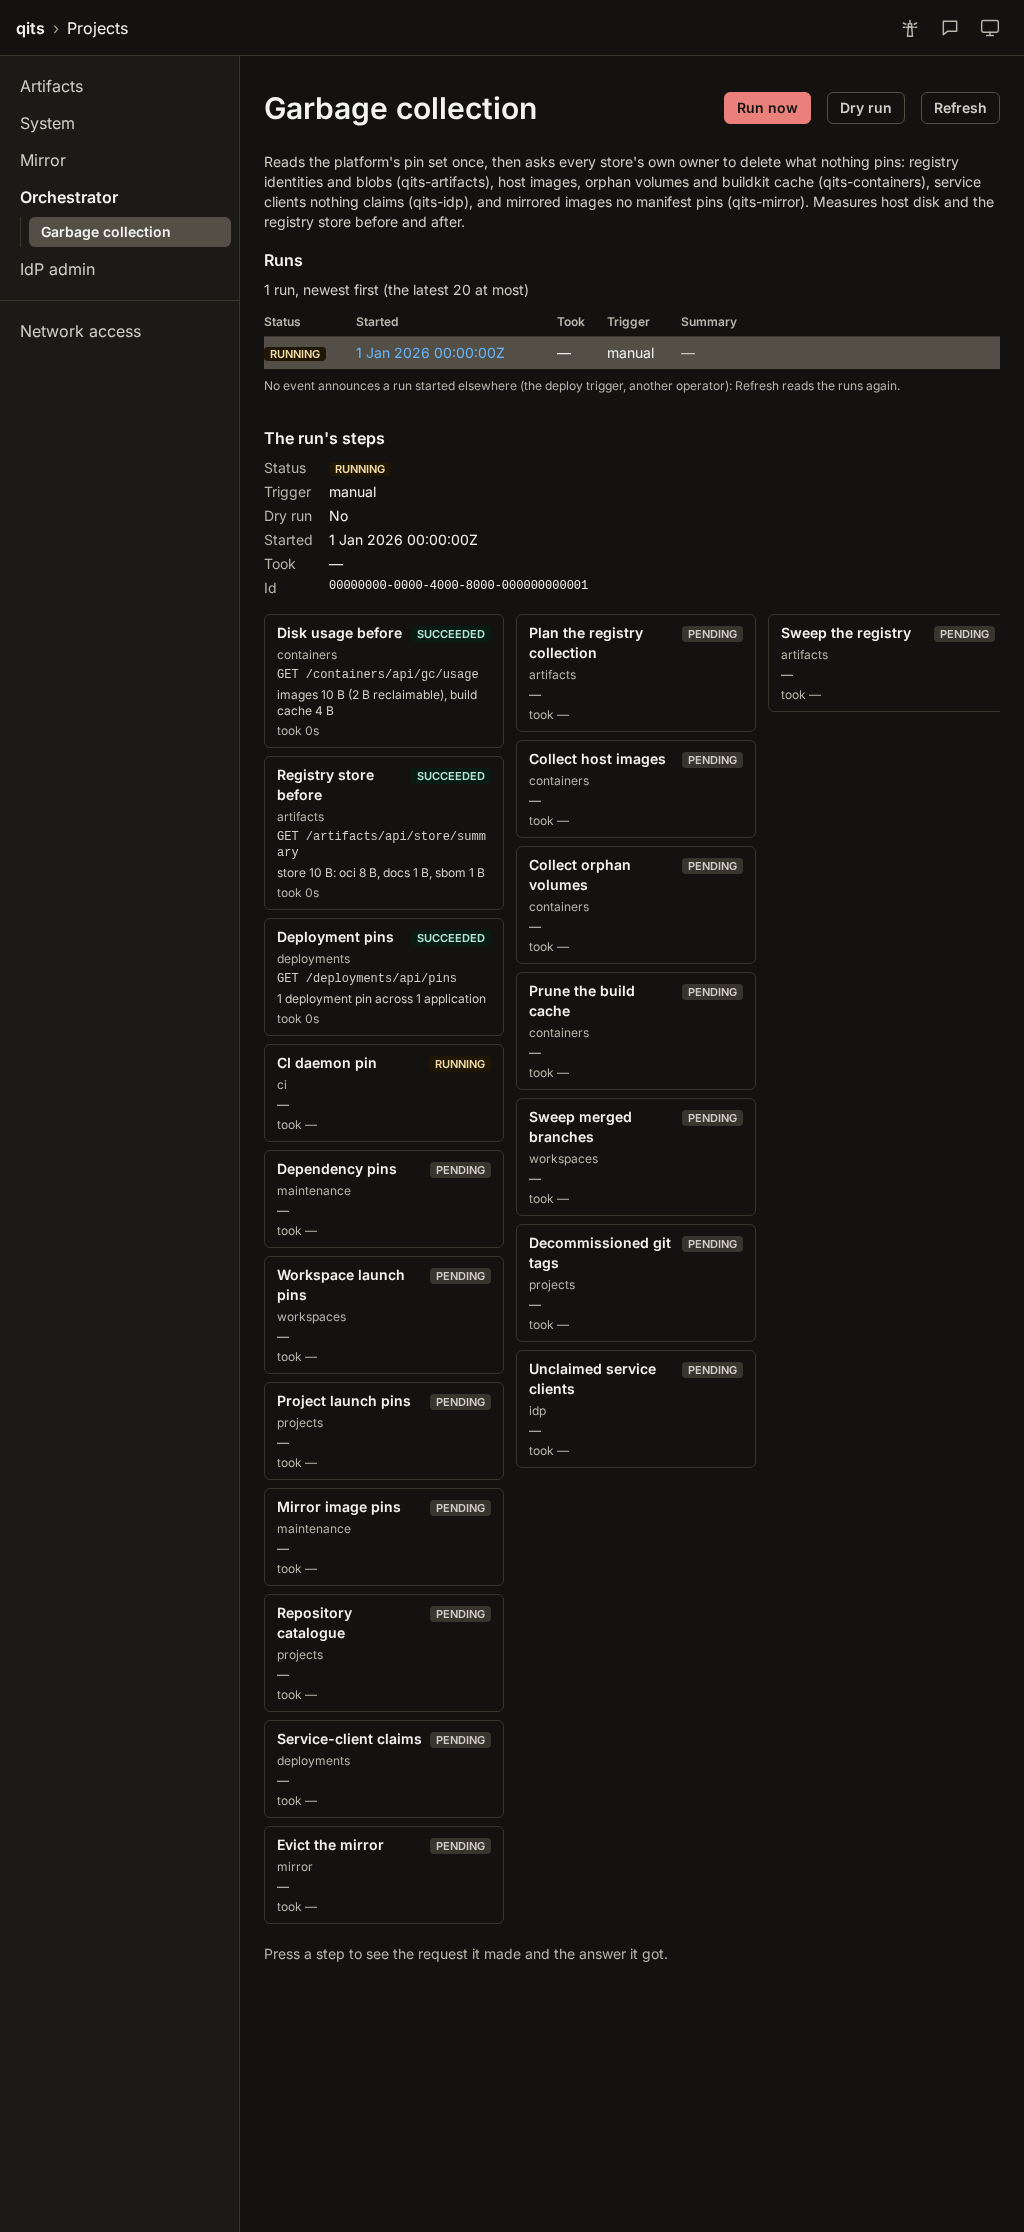 qits › Projects
Artifacts
System
Mirror
Orchestrator
Garbage collection
IdP admin
Network access
Garbage collection
Run now
Dry run
Refresh
Reads the platform's pin set once, then asks every store's own owner to delete what nothing pins: registry
identities and blobs (qits-artifacts), host images, orphan volumes and buildkit cache (qits-containers), service
clients nothing claims (qits-idp), and mirrored images no manifest pins (qits-mirror). Measures host disk and the
registry store before and after.
Runs
1 run, newest first (the latest 20 at most)
Status Started Took Trigger Summary
RUNNING 1 Jan 2026 00:00:00Z — manual —
No event announces a run started elsewhere (the deploy trigger, another operator): Refresh reads the runs again.
The run's steps
Status RUNNING
Trigger manual
Dry run No
Started 1 Jan 2026 00:00:00Z
Took —
Id 00000000-0000-4000-8000-000000000001
Disk usage before SUCCEEDED
containers
GET /containers/api/gc/usage
images 10 B (2 B reclaimable), build
cache 4 B
took 0s
Registry store SUCCEEDED
before
artifacts
GET /artifacts/api/store/summ
ary
store 10 B: oci 8 B, docs 1 B, sbom 1 B
took 0s
Deployment pins SUCCEEDED
deployments
GET /deployments/api/pins
1 deployment pin across 1 application
took 0s
CI daemon pin RUNNING
ci
—
took —
Dependency pins PENDING
maintenance
—
took —
Workspace launch PENDING
pins
workspaces
—
took —
Project launch pins PENDING
projects
—
took —
Mirror image pins PENDING
maintenance
—
took —
Repository PENDING
catalogue
projects
—
took —
Service-client claims PENDING
deployments
—
took —
Evict the mirror PENDING
mirror
—
took —
Plan the registry PENDING
collection
artifacts
—
took —
Collect host images PENDING
containers
—
took —
Collect orphan PENDING
volumes
containers
—
took —
Prune the build PENDING
cache
containers
—
took —
Sweep merged PENDING
branches
workspaces
—
took —
Decommissioned git PENDING
tags
projects
—
took —
Unclaimed service PENDING
clients
idp
—
took —
Sweep the registry PENDING
artifacts
—
took —
Press a step to see the request it made and the answer it got.